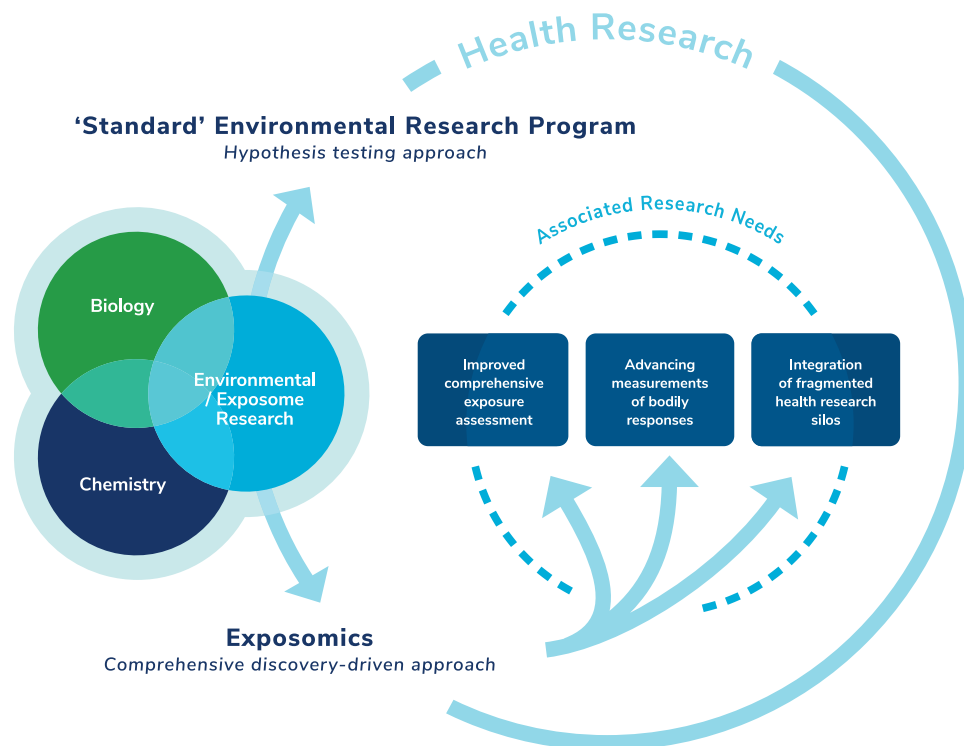 Health Research
‘Standard’ Environmental Research Program
Hypothesis testing approach
Associated Research Needs
Biology
Environmental
/ Exposome
Research
Chemistry
Improved
comprehensive
exposure
assessment
Advancing
measurements
of bodily
responses
Integration
of fragmented
health research
silos
Exposomics
Comprehensive discovery-driven approach